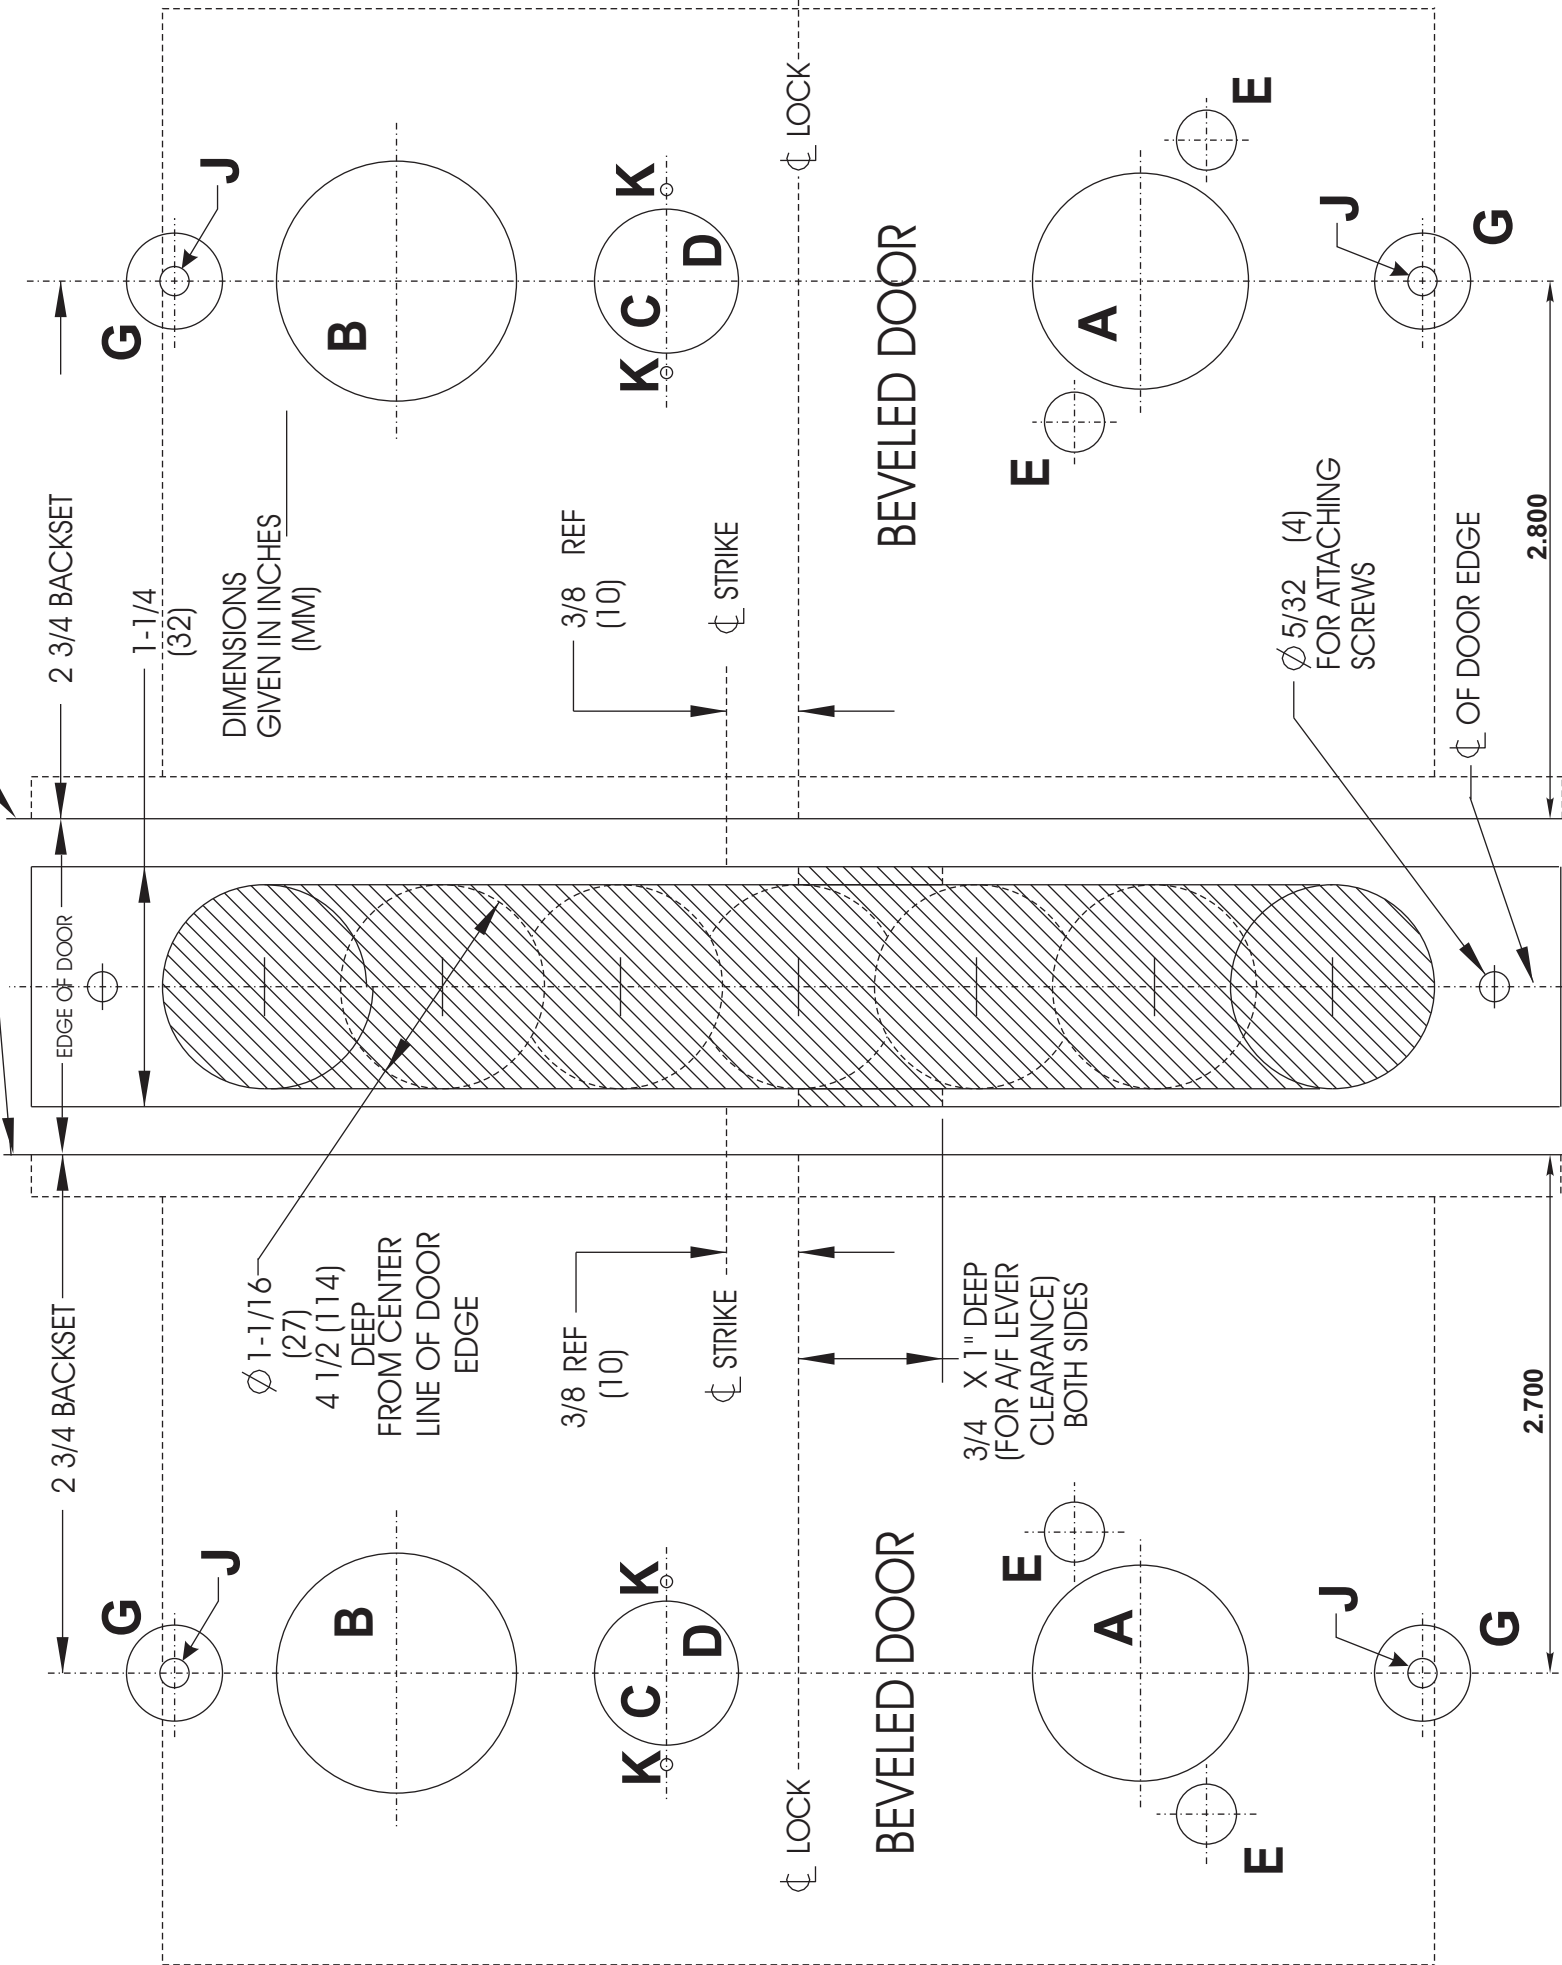 2 3/4 BACKSET
G
J
B
Ø 1-1/16
(27)
4 1/2 (114)
DEEP
FROM CENTER
LINE OF DOOR
EDGE
3/8 REF
(10)
K
C
D
K
℄ STRIKE
℄ LOCK
BEVELED DOOR
3/4 X 1" DEEP
(FOR A/F LEVER
CLEARANCE)
BOTH SIDES
E
A
E
J
G
2.700
EDGE OF DOOR
2 3/4 BACKSET
1-1/4
(32)
DIMENSIONS
GIVEN IN INCHES
(MM)
G
J
B
3/8 REF
(10)
K
C
D
K
℄ STRIKE
℄ LOCK
BEVELED DOOR
E
A
E
Ø 5/32 (4)
FOR ATTACHING
SCREWS
J
G
℄ OF DOOR EDGE
2.800